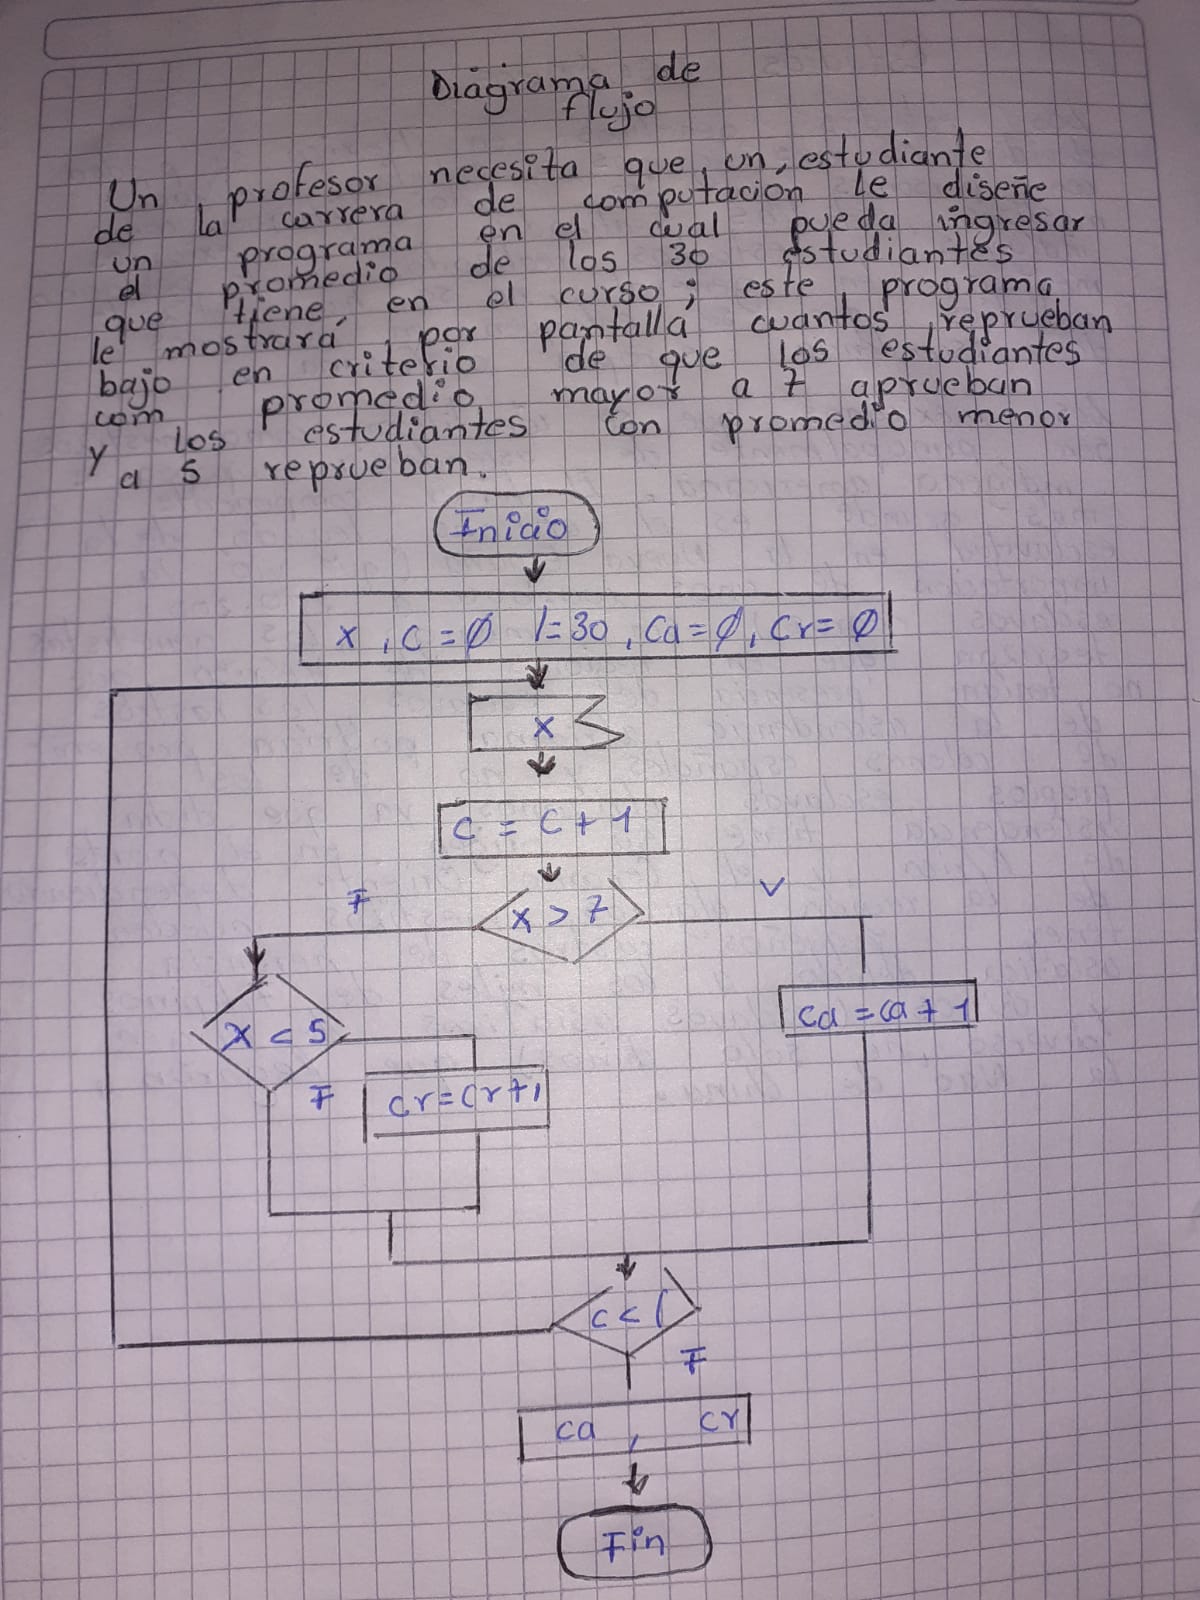 Diagrama de
flujo
Un profesor necesita que un estudiante
de la carrera de computación le diseñe
un programa en el cual pueda ingresar
el promedio de los 30 estudiantes
que tiene en el curso; este programa
le mostrará por pantalla cuantos reprueban
bajo en criterio de que los estudiantes
com promedio mayor a 7 aprueban
y los estudiantes con promedio menor
a 5 reprueban.
Inicio
x , c = 0 l=30 , Ca=0, Cr=0
x
c = c + 1
F
x > 7
V
x < 5
ca = ca + 1
F
cr=cr+1
c < l
F
ca , cr
Fin